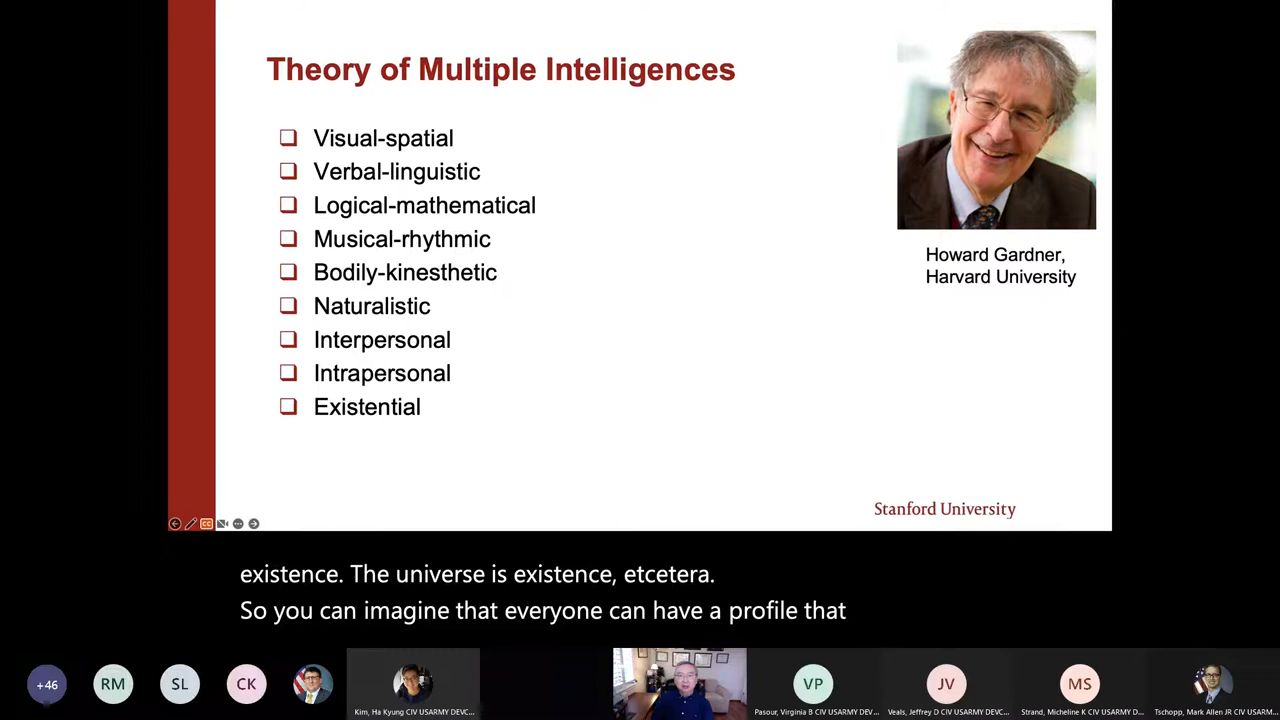 Theory of Multiple Intelligences
Visual-spatial
Verbal-linguistic
Logical-mathematical
Musical-rhythmic
Bodily-kinesthetic
Naturalistic
Interpersonal
Intrapersonal
Existential
Howard Gardner,
Harvard University
Stanford University
CC
existence. The universe is existence, etcetera.
So you can imagine that everyone can have a profile that
+46
RM
SL
CK
Kim, Ha Kyung CIV USARMY DEVC...
VP
Pasour, Virginia B CIV USARMY DEV...
JV
Veals, Jeffrey D CIV USARMY DEVC...
MS
Strand, Micheline K CIV USARMY D...
Tschopp, Mark Allen JR CIV USARM...